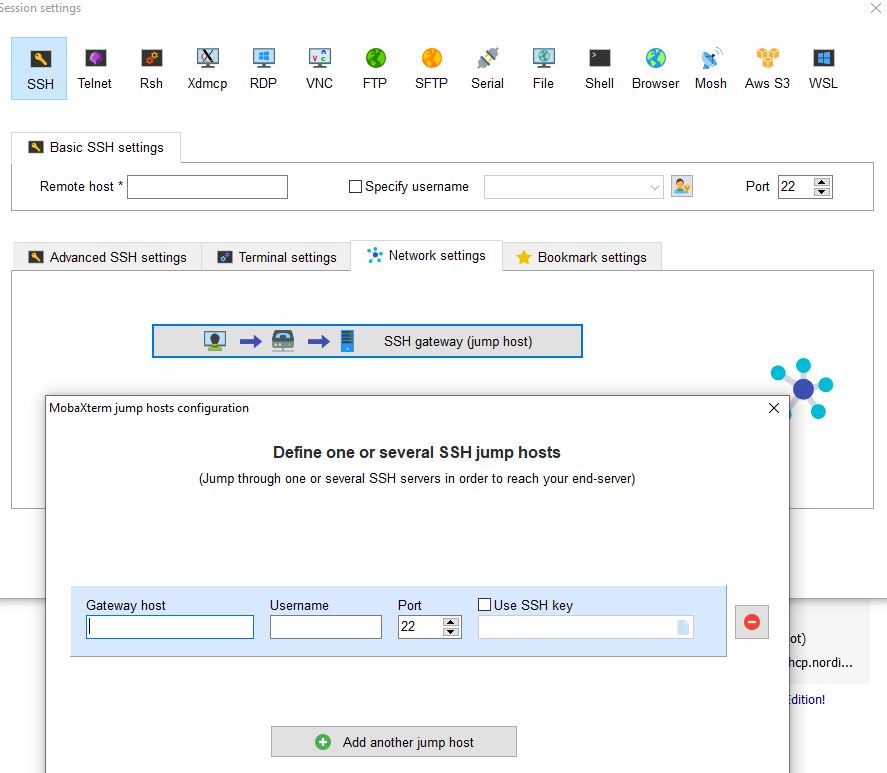 Session settings
SSH Telnet Rsh Xdmcp RDP VNC FTP SFTP Serial File Shell Browser Mosh Aws S3 WSL
Basic SSH settings
Remote host * Specify username Port 22
Advanced SSH settings Terminal settings Network settings Bookmark settings
SSH gateway (jump host)
MobaXterm jump hosts configuration
Define one or several SSH jump hosts
(Jump through one or several SSH servers in order to reach your end-server)
Gateway host Username Port Use SSH key
22
ot)
hcp.nordi...
Edition!
Add another jump host